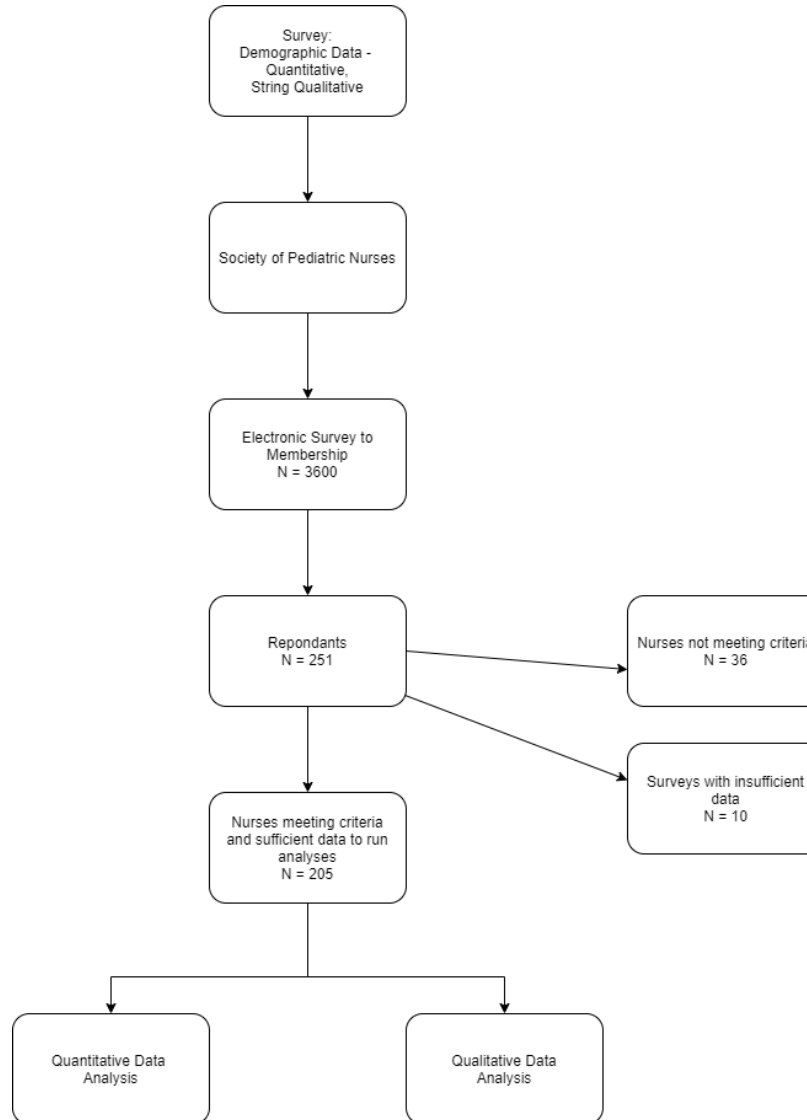 Survey:
Demographic Data -
Quantitative,
String Qualitative
Society of Pediatric Nurses
Electronic Survey to
Membership
N = 3600
Repondants
N = 251
Nurses not meeting criteria
N = 36
Surveys with insufficient
data
N = 10
Nurses meeting criteria
and sufficient data to run
analyses
N = 205
Quantitative Data
Analysis
Qualitative Data
Analysis